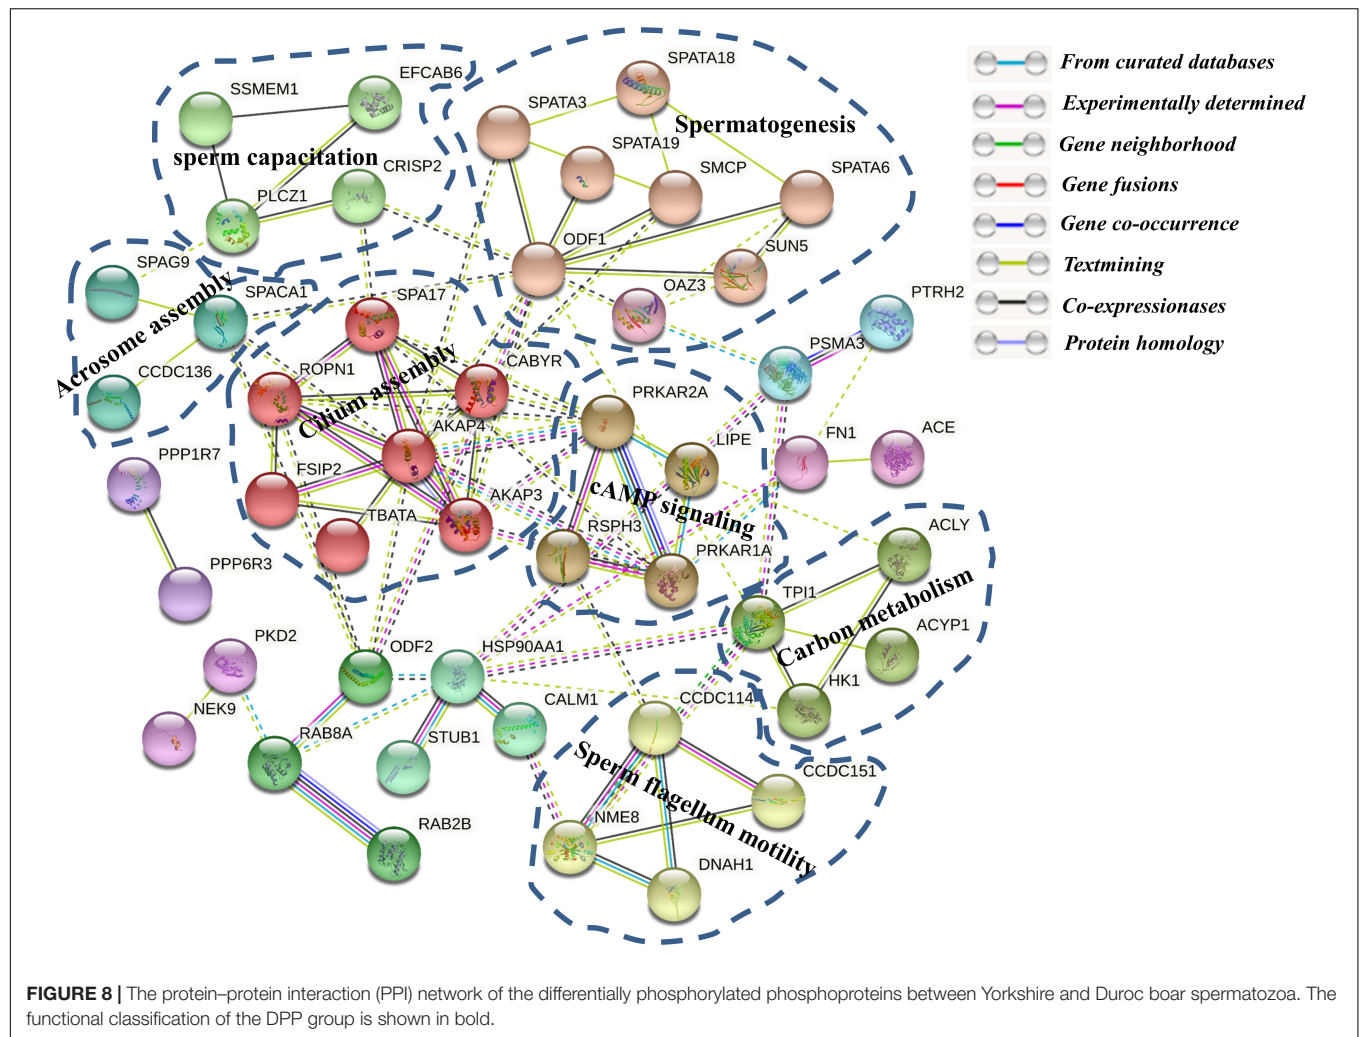 SPATA18
EFCAB6
SSMEM1
SPATA3
Spermatogenesis
SPATA19
sperm capacitation
CRISP2
SMCP
SPATA6
PLCZ1
ODF1
SUN5
SPAG9
OAZ3
SPACA1
SPA17
PTRH2
PSMA3
Acrosome assembly
CCDC136
ROPN1
Cilium assembly
CABYR
PRKAR2A
AKAP4
LIPE
FN1
ACE
PPP1R7
FSIP2
AKAP3
cAMP signaling
TBATA
RSPH3
PRKAR1A
ACLY
PPP6R3
TPI1
Carbon metabolism
ACYP1
PKD2
ODF2
HSP90AA1
HK1
NEK9
CALM1
CCDC114
RAB8A
STUB1
Sperm flagellum motility
CCDC151
RAB2B
NME8
DNAH1
From curated databases
Experimentally determined
Gene neighborhood
Gene fusions
Gene co-occurrence
Textmining
Co-expressionases
Protein homology
FIGURE 8 | The protein–protein interaction (PPI) network of the differentially phosphorylated phosphoproteins between Yorkshire and Duroc boar spermatozoa. The
functional classification of the DPP group is shown in bold.